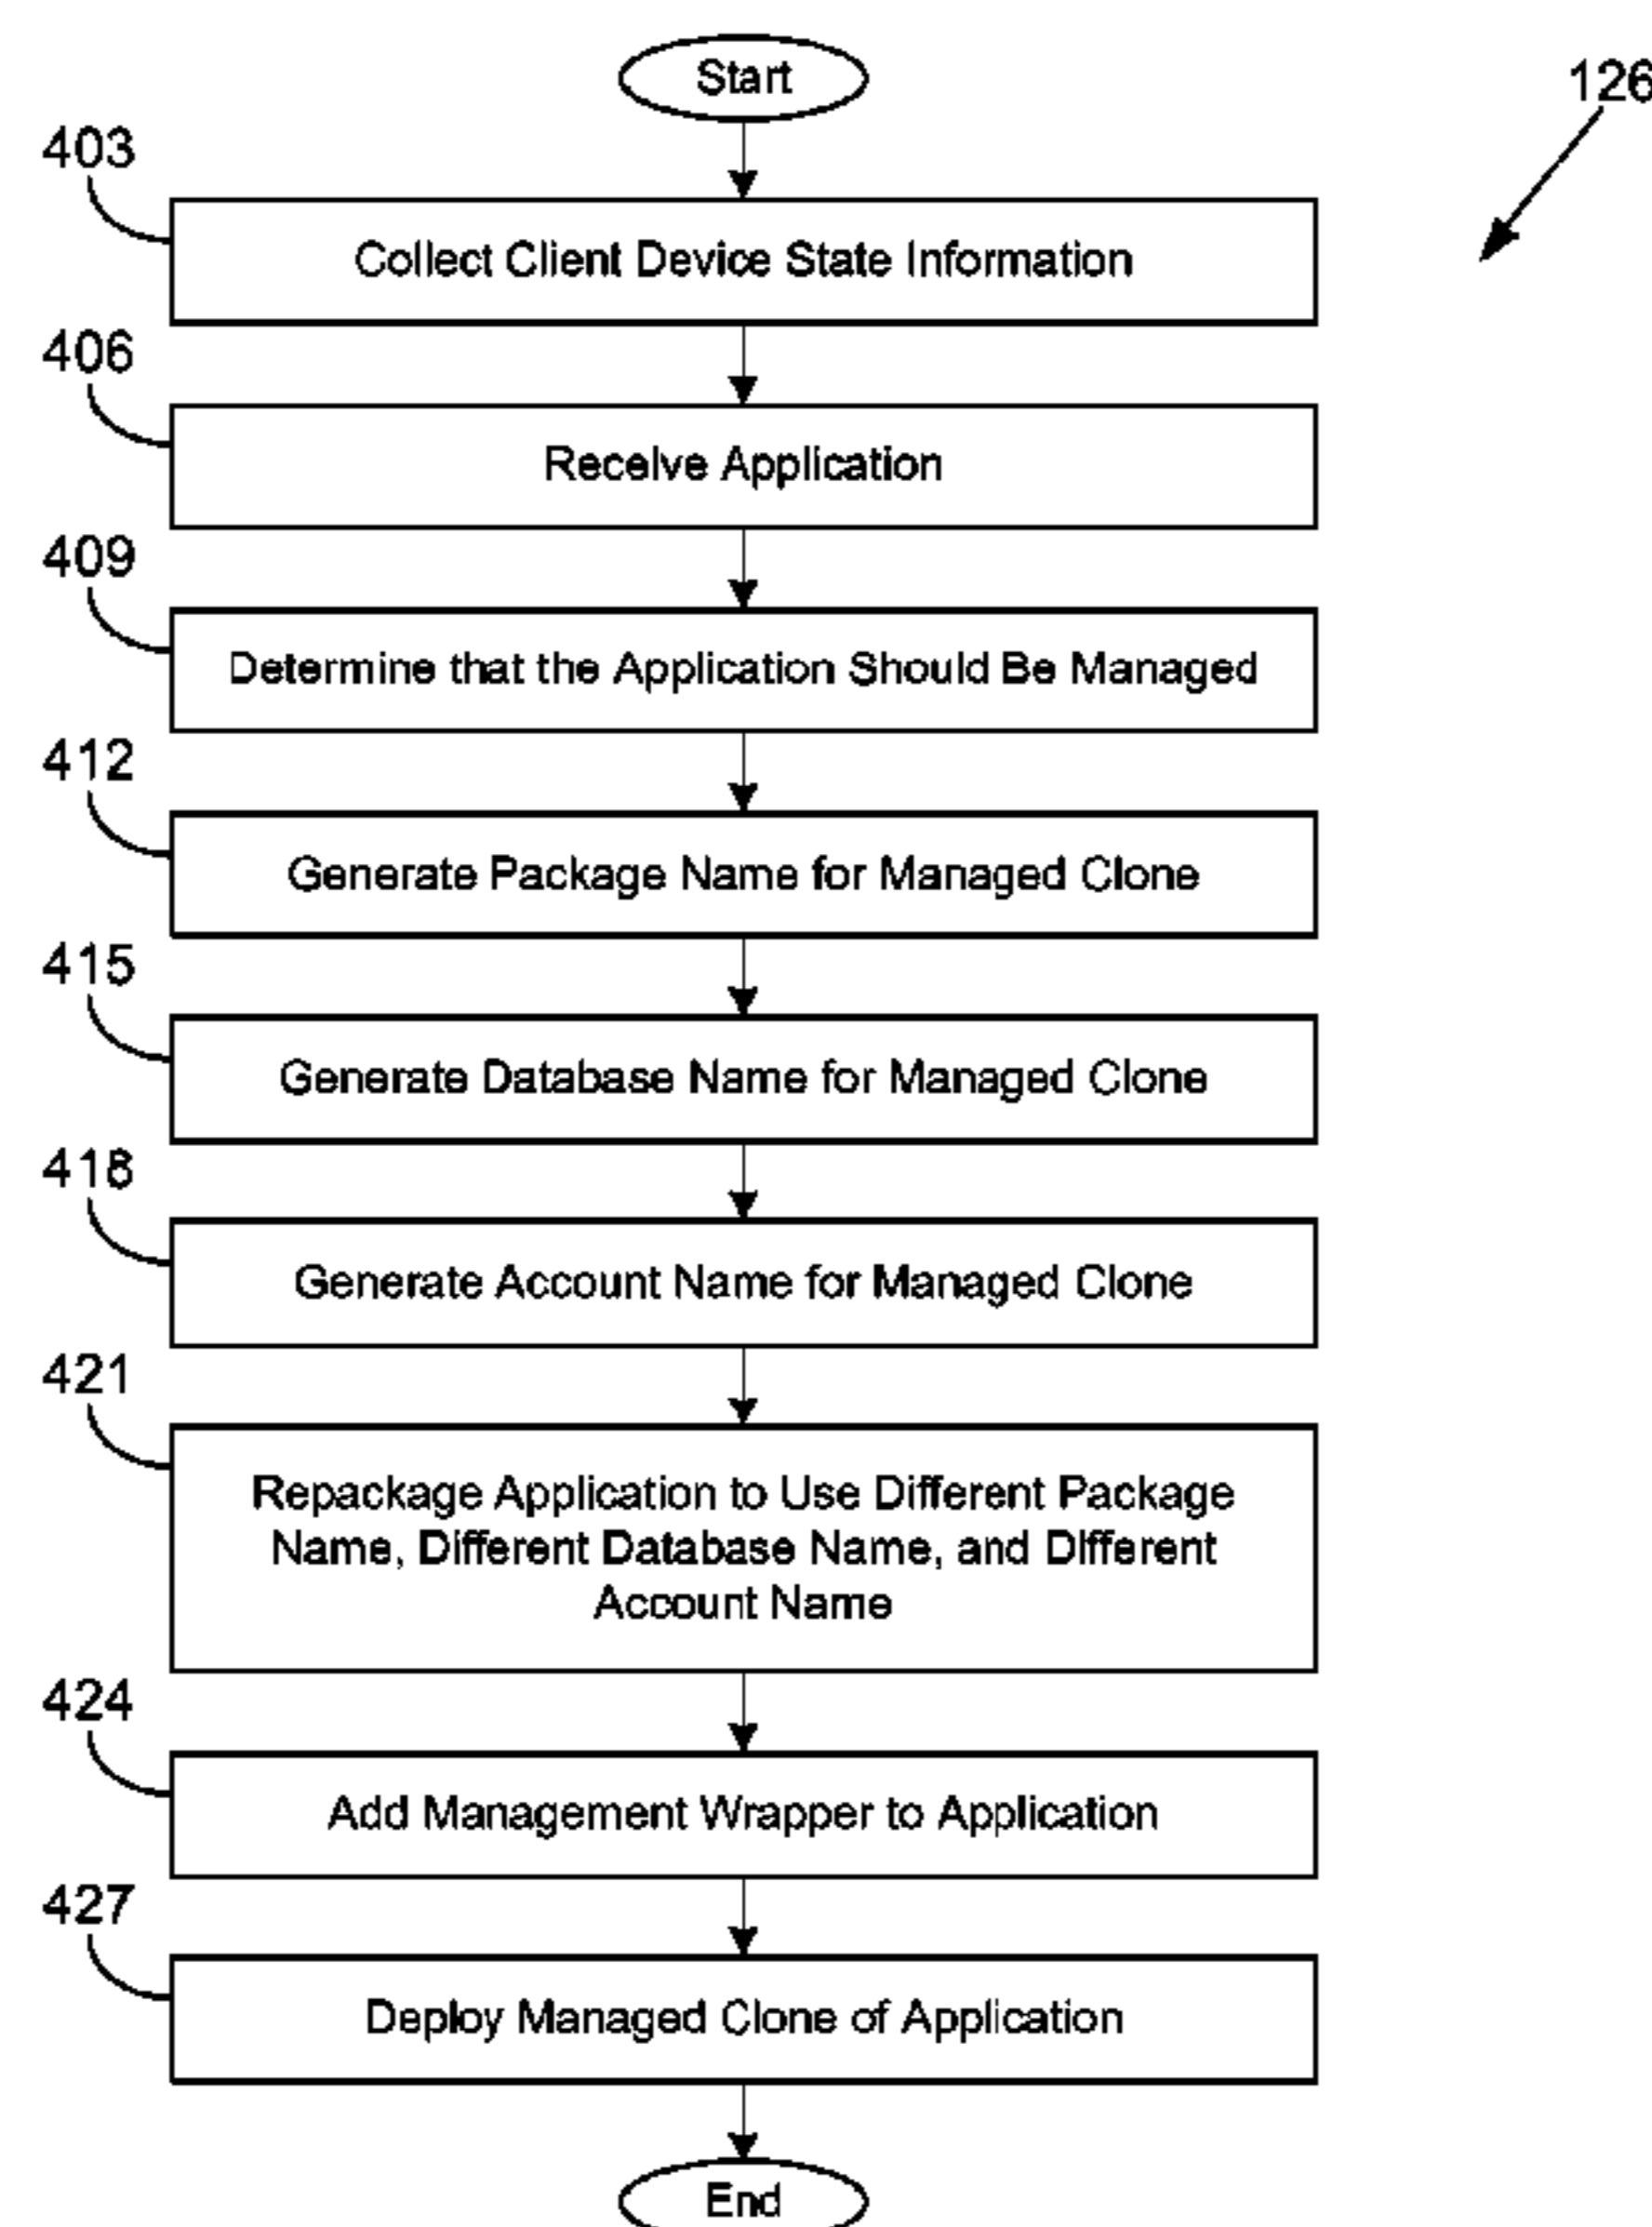 Start
126
403
Collect Client Device State Information
406
Receive Application
409
Determine that the Application Should Be Managed
412
Generate Package Name for Managed Clone
415
Generate Database Name for Managed Clone
418
Generate Account Name for Managed Clone
421
Repackage Application to Use Different Package
Name, Different Database Name, and Different
Account Name
424
Add Management Wrapper to Application
427
Deploy Managed Clone of Application
End